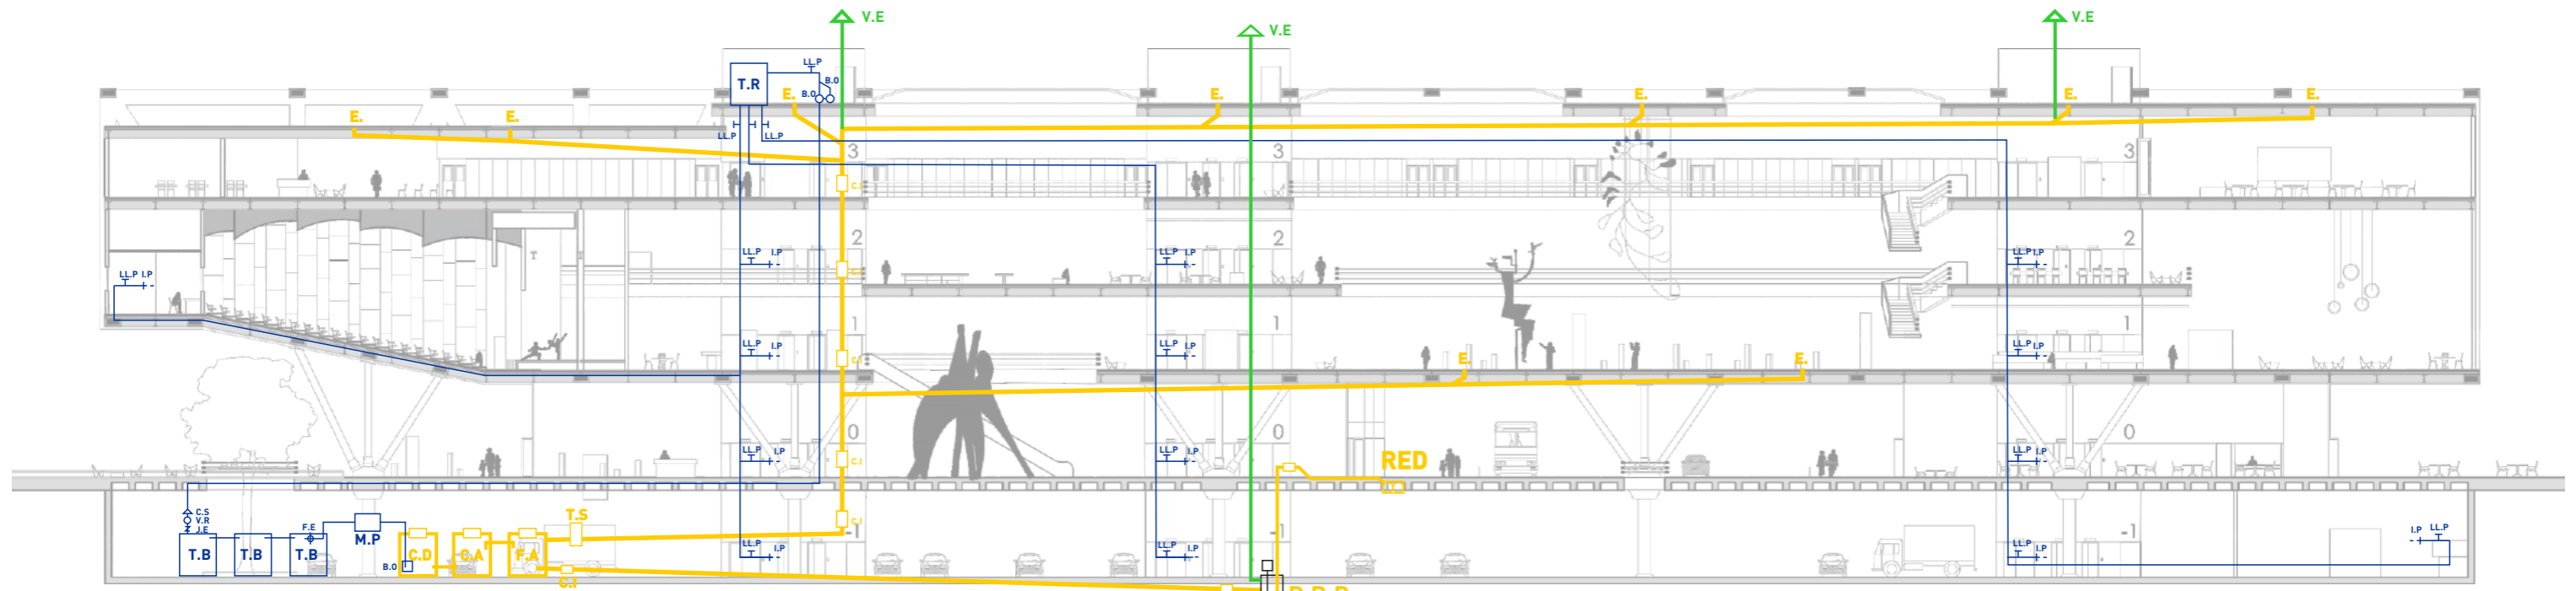 V.E
V.E
V.E
T.R
LL.P
B.O
B.O
E.
E.
E.
E.
E.
E.
E.
LL.P
LL.P
3
3
3
C.I
2
2
2
LL.P I.P
LL.P I.P
LL.P I.P
LL.P I.P
C.I
1
1
1
LL.P I.P
LL.P I.P
LL.P I.P
C.I
E.
E.
0
0
0
LL.P I.P
LL.P I.P
LL.P I.P
C.I
RED
C.S
V.R
J.E
F.E
M.P
T.S
C.I
-1
-1
-1
T.B
T.B
T.B
B.O
C.D
C.A
F.A
C.I
LL.P I.P
LL.P I.P
LL.P I.P
I.P LL.P